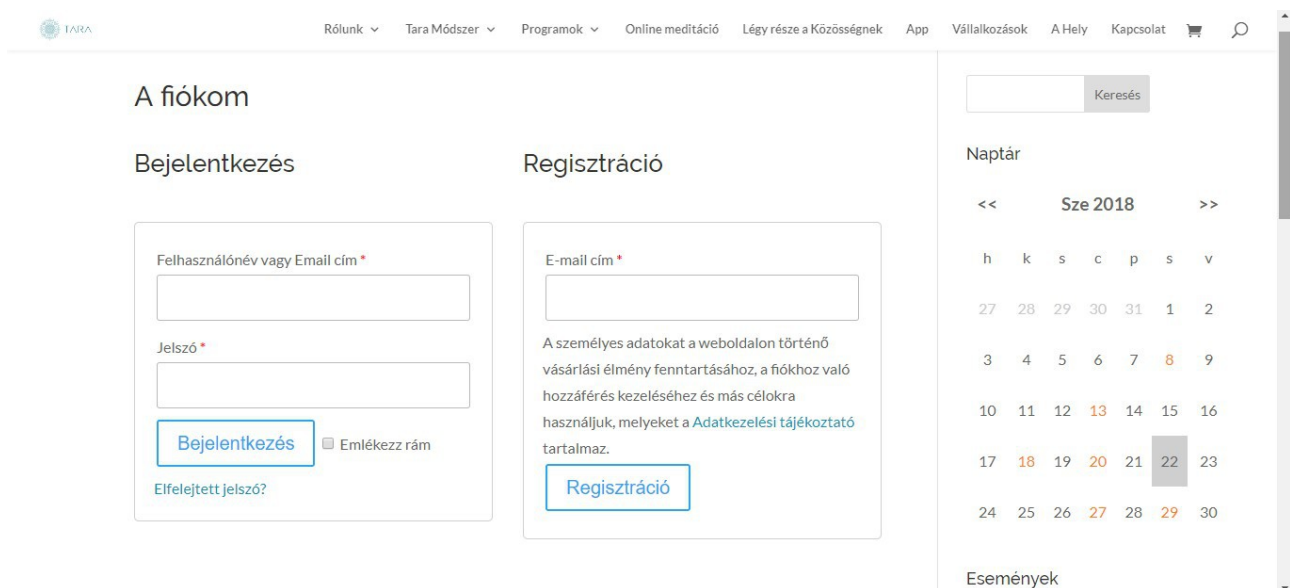 TARA
Rólunk Tara Módszer Programok Online meditáció Légy része a Közösségnek App Vállalkozások A Hely Kapcsolat
A fiókom
Bejelentkezés
Felhasználónév vagy Email cím *
Jelszó *
Bejelentkezés Emlékezz rám
Elfelejtett jelszó?
Regisztráció
E-mail cím *
A személyes adatokat a weboldalon történő
vásárlási élmény fenntartásához, a fiókhoz való
hozzáférés kezeléséhez és más célokra
használjuk, melyeket a Adatkezelési tájékoztató
tartalmaz.
Regisztráció
Keresés
Naptár
<< Sze 2018 >>
h k s c p s v
27 28 29 30 31 1 2
3 4 5 6 7 8 9
10 11 12 13 14 15 16
17 18 19 20 21 22 23
24 25 26 27 28 29 30
Események